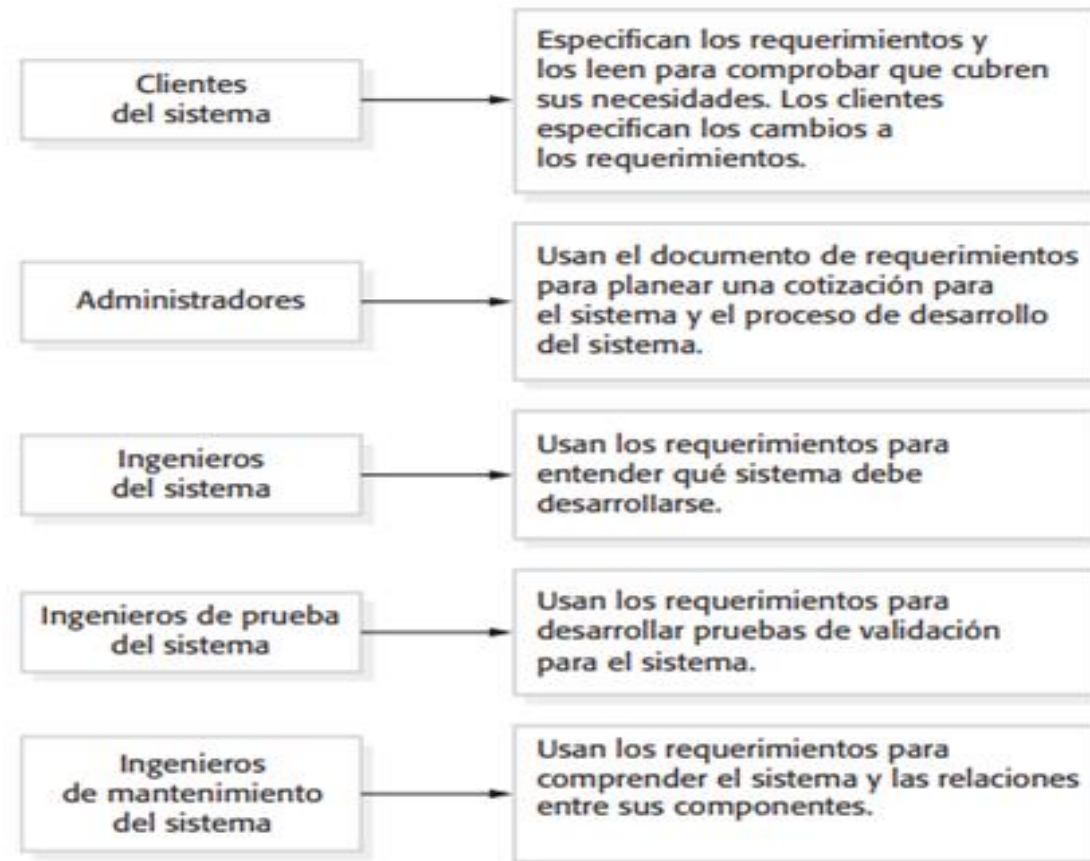 Clientes
del sistema
Especifican los requerimientos y
los leen para comprobar que cubren
sus necesidades. Los clientes
especifican los cambios a
los requerimientos.
Administradores
Usan el documento de requerimientos
para planear una cotización para
el sistema y el proceso de desarrollo
del sistema.
Ingenieros
del sistema
Usan los requerimientos para
entender qué sistema debe
desarrollarse.
Ingenieros de prueba
del sistema
Usan los requerimientos para
desarrollar pruebas de validación
para el sistema.
Ingenieros
de mantenimiento
del sistema
Usan los requerimientos para
comprender el sistema y las relaciones
entre sus componentes.